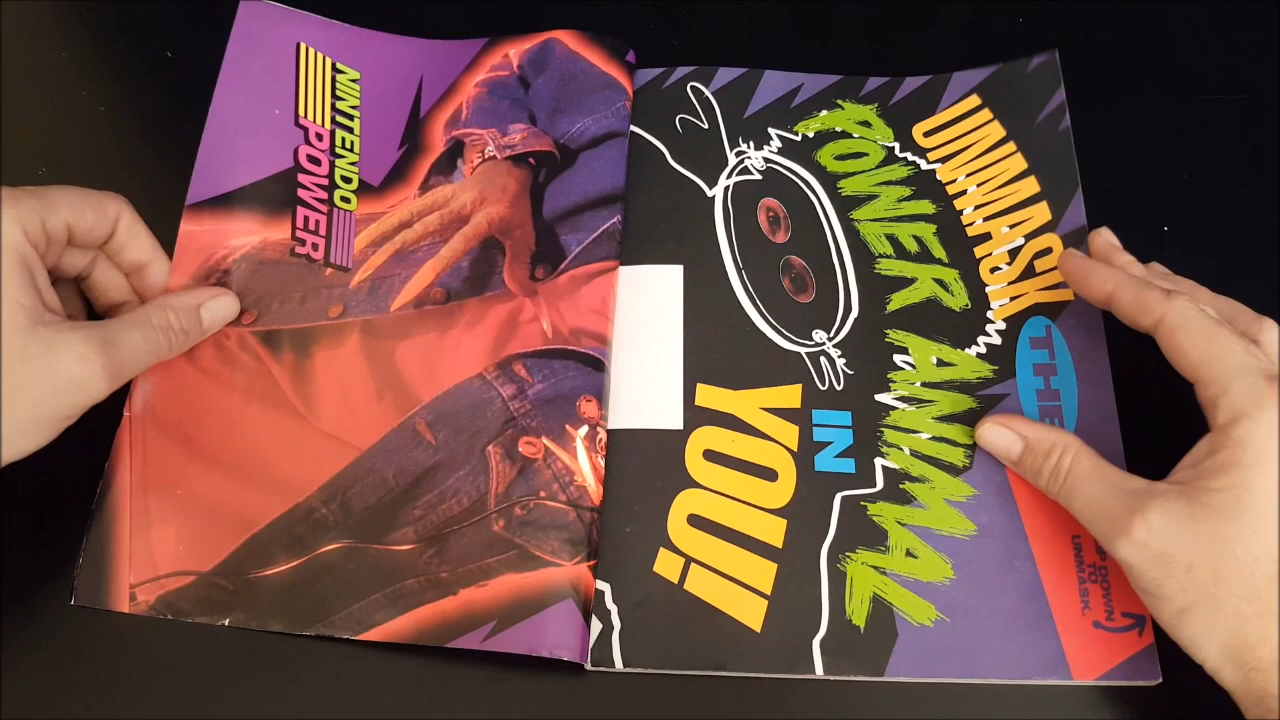 NINTENDO
POWER
UNMASK
THE
POWER ANIMAL
IN
YOU!
DOWN
TO
UNMASK.